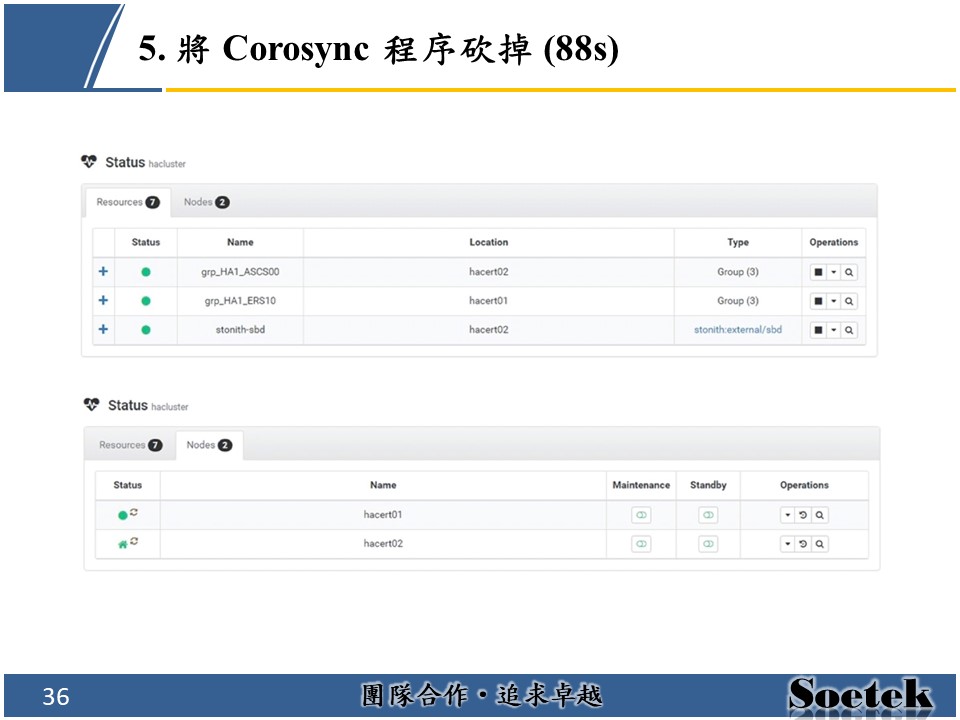 5. 將 Corosync 程序砍掉 (88s)
Status hacluster
Resources 7 Nodes 2
Status Name Location Type Operations
grp_HA1_ASCS00 hacert02 Group (3)
grp_HA1_ERS10 hacert01 Group (3)
stonith-sbd hacert02 stonith:external/sbd
Status hacluster
Resources 7 Nodes 2
Status Name Maintenance Standby Operations
hacert01
hacert02
36 團隊合作・追求卓越 Soetek